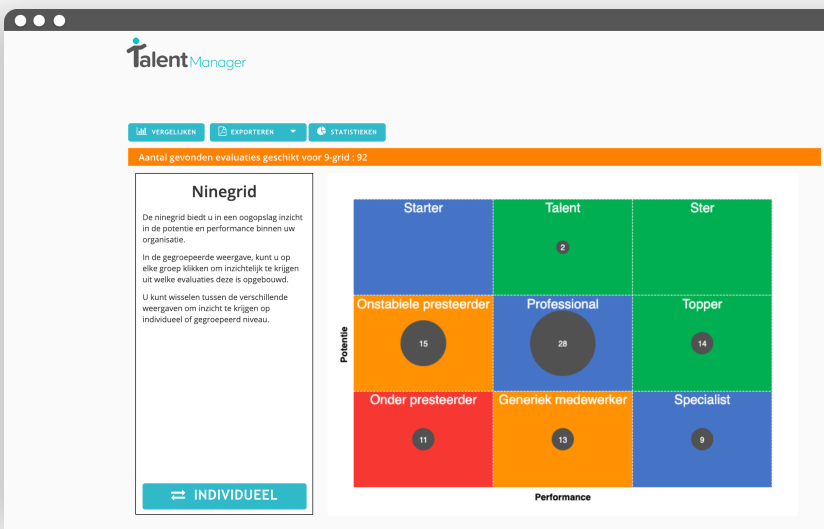 Talent Manager
VERGELIJKEN
EXPORTEREN
STATISTIEKEN
Aantal gevonden evaluaties geschikt voor 9-grid : 92
Ninegrid
De ninegrid biedt u in een oogopslag inzicht
in de potentie en performance binnen uw
organisatie.
In de gegroepeerde weergave, kunt u op
elke groep klikken om inzichtelijk te krijgen
uit welke evaluaties deze is opgebouwd.
U kunt wisselen tussen de verschillende
weergaven om inzicht te krijgen op
individueel of gegroepeerd niveau.
INDIVIDUEEL
Potentie
Starter
Talent
Ster
2
Onstabiele presteerder
Professional
Topper
15
28
14
Onder presteerder
Generiek medewerker
Specialist
11
13
9
Performance